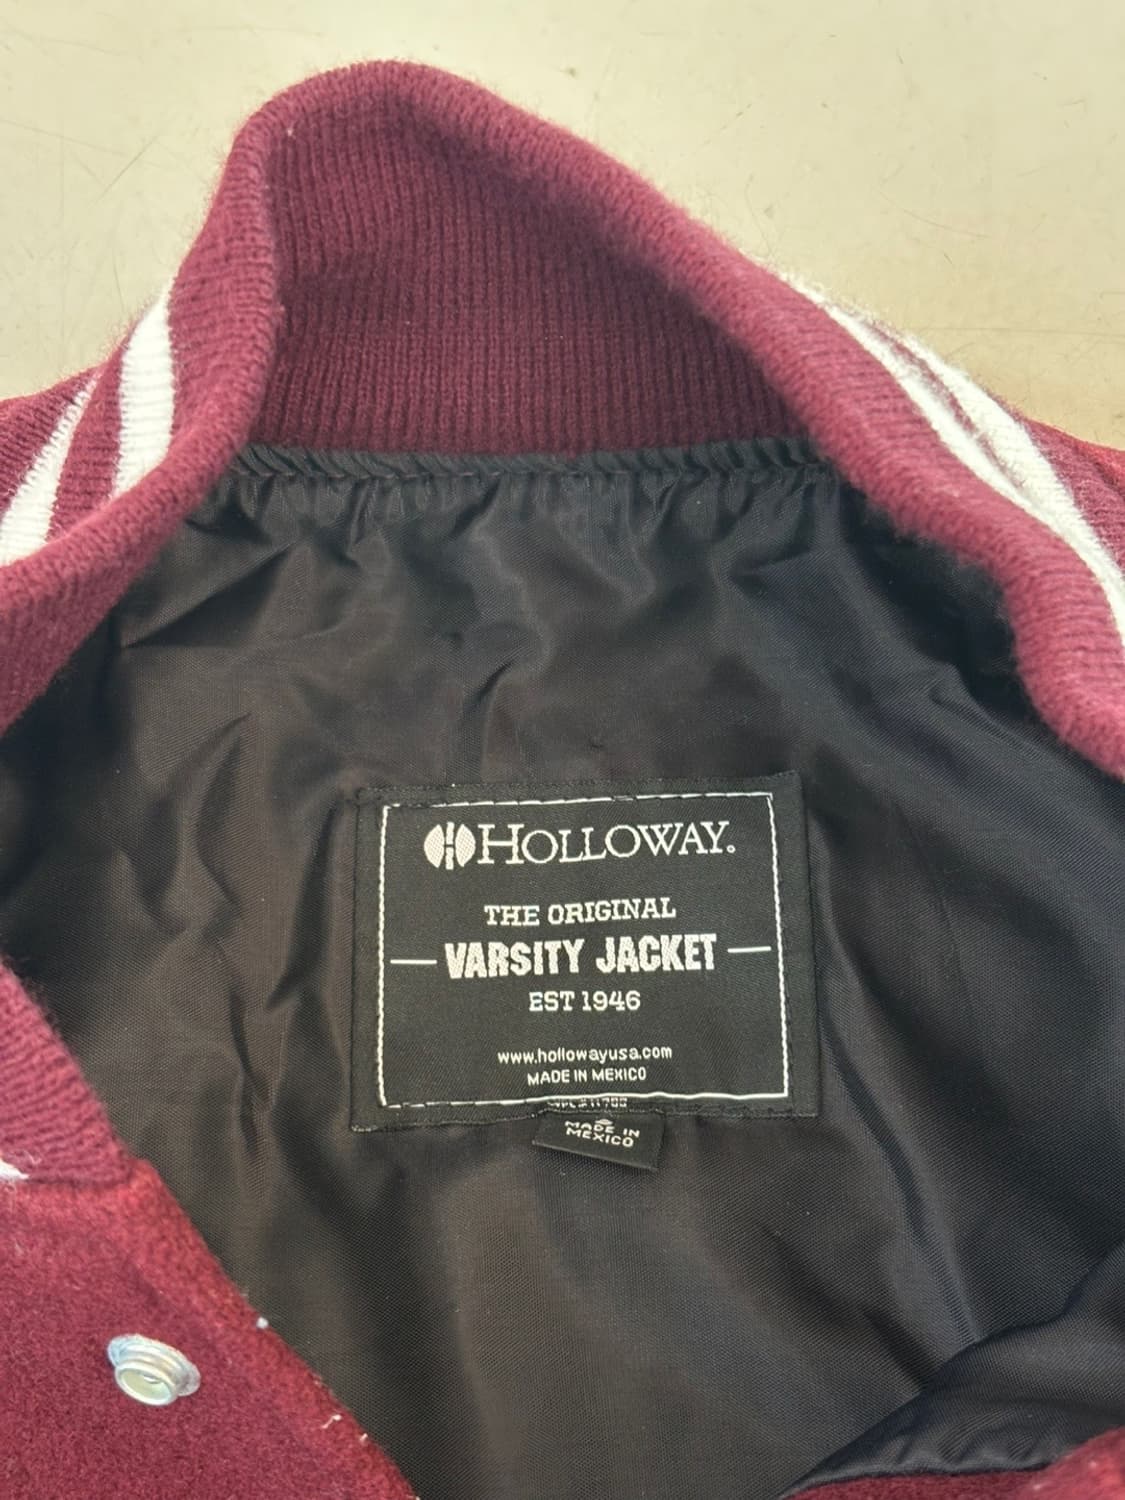 HOLLOWAY.
THE ORIGINAL
VARSITY JACKET
EST 1946
www.hollowayusa.com
MADE IN MEXICO
MADE IN
MEXICO